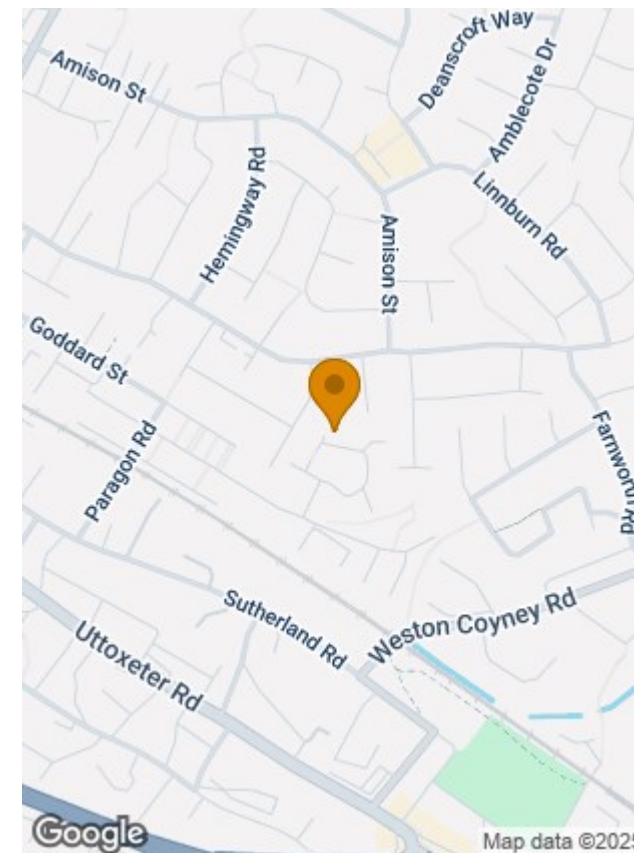 Deanscroft Way
Amison St
Amblecote Dr
Hemingway Rd
Linnburn Rd
Amison St
Goddard St
Paragon Rd
Farnworth Rd
Sutherland Rd
Weston Coyney Rd
Uttoxeter Rd
Google
Map data ©2025